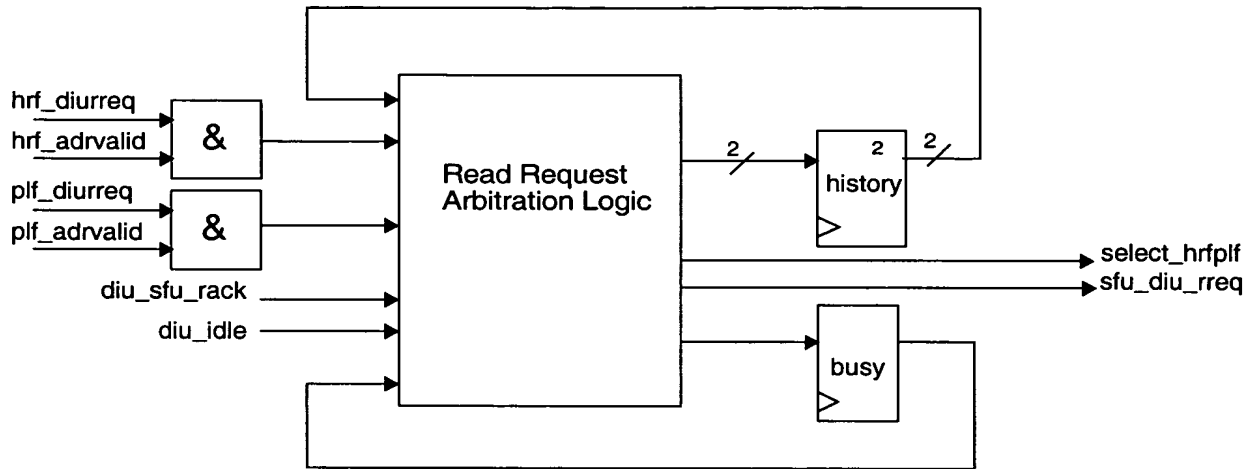 hrf_diurreq
hrf_adrvalid
&
plf_diurreq
plf_adrvalid
&
diu_sfu_rack
diu_idle
Read Request
Arbitration Logic
2
2
2
history
select_hrfplf
sfu_diu_rreq
busy